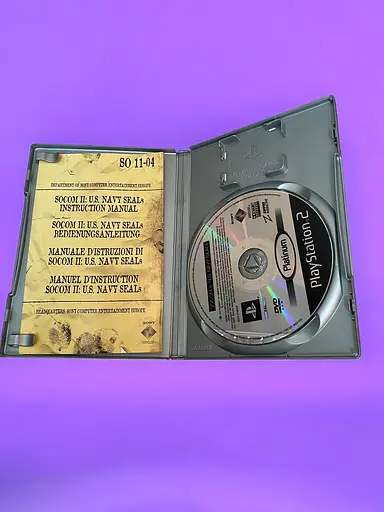 SO 11-04
DEPARTMENT OF SONY COMPUTER ENTERTAINMENT EUROPE
SOCOM II: U.S. NAVY SEALs
INSTRUCTION MANUAL
SOCOM II: U.S. NAVY SEALs
BEDIENUNGSANLEITUNG
MANUALE D'ISTRUZIONI DI
SOCOM II: U.S. NAVY SEALs
MANUEL D'INSTRUCTION
SOCOM II: U.S. NAVY SEALs
HEADQUARTERS: SONY COMPUTER ENTERTAINMENT EUROPE
SONY
Platinum
PlayStation 2
DVD